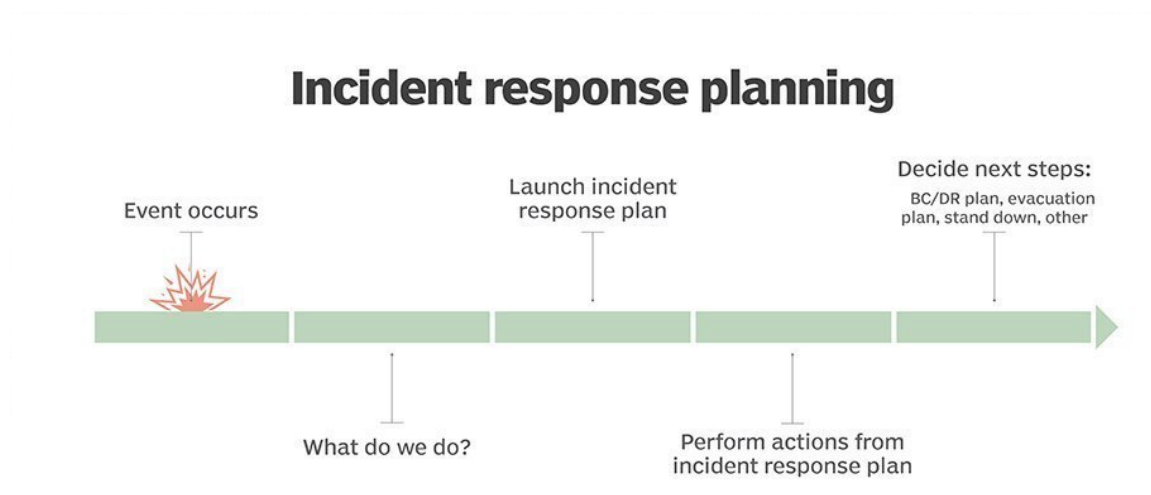 Incident response planning
Event occurs
What do we do?
Launch incident
response plan
Perform actions from
incident response plan
Decide next steps:
BC/DR plan, evacuation
plan, stand down, other